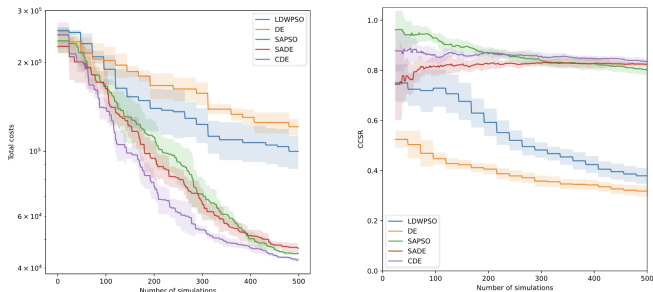 3 × 10⁵
2 × 10⁵
10⁵
6 × 10⁴
4 × 10⁴
Total costs
0
100
200
300
400
500
Number of simulations
LDWPSO
DE
SAPSO
SADE
CDE
1.0
0.8
0.6
0.4
0.2
0.0
CCSR
0
100
200
300
400
500
Number of simulations
LDWPSO
DE
SAPSO
SADE
CDE